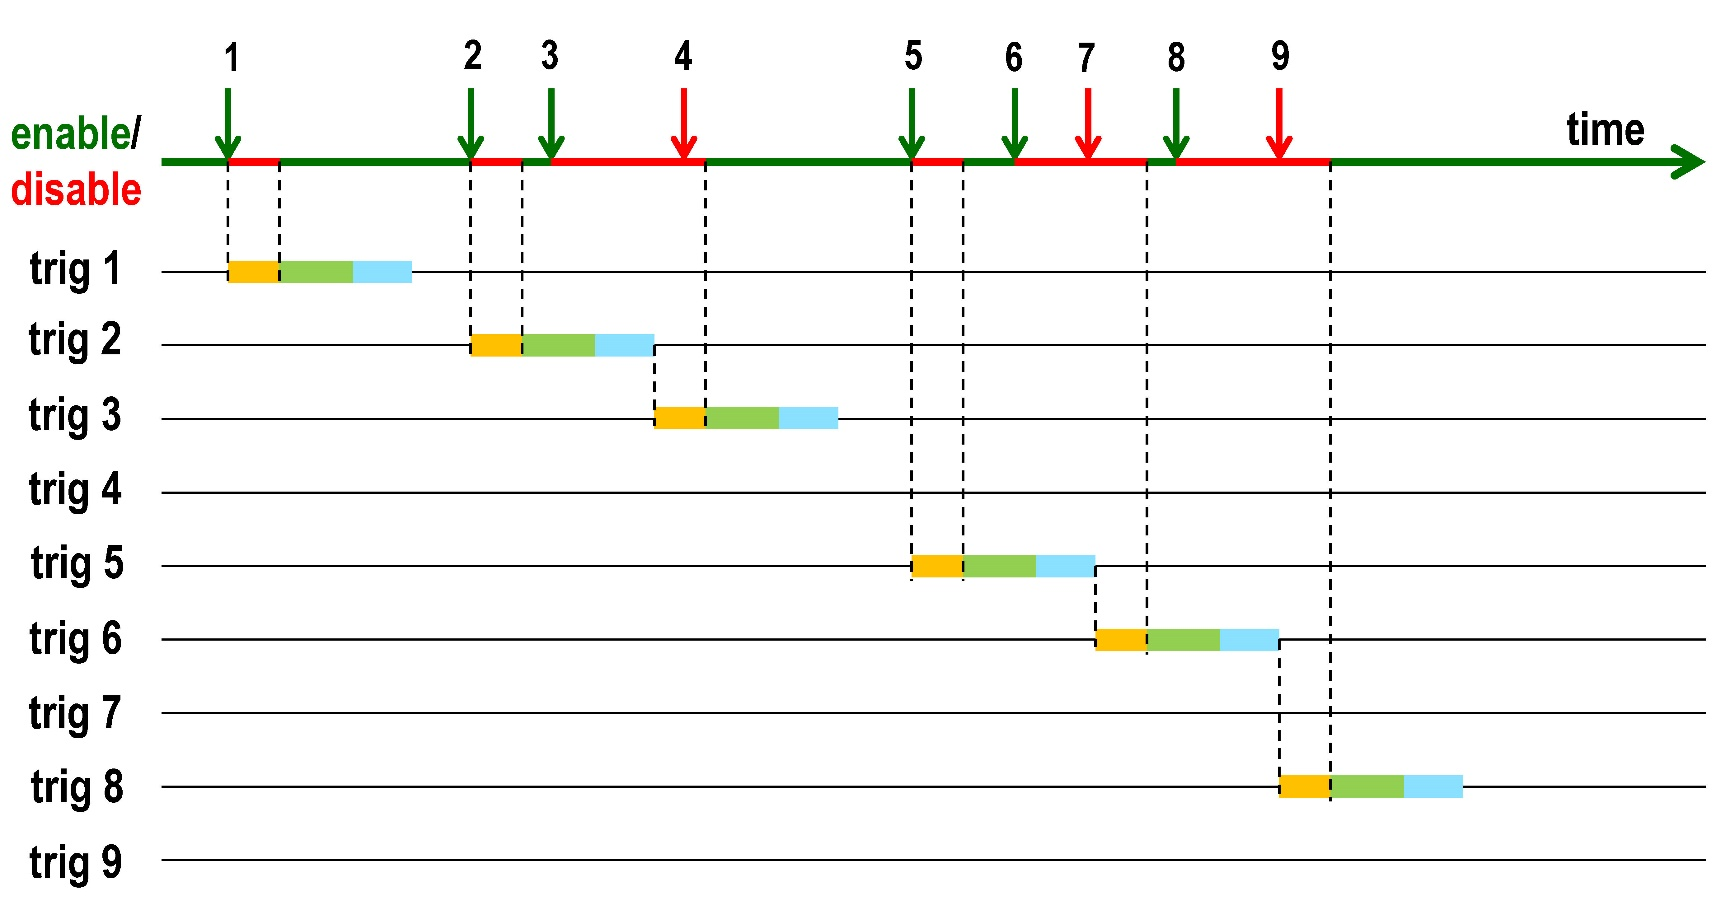 1 2 3 4 5 6 7 8 9
enable/
disable
time
trig 1
trig 2
trig 3
trig 4
trig 5
trig 6
trig 7
trig 8
trig 9